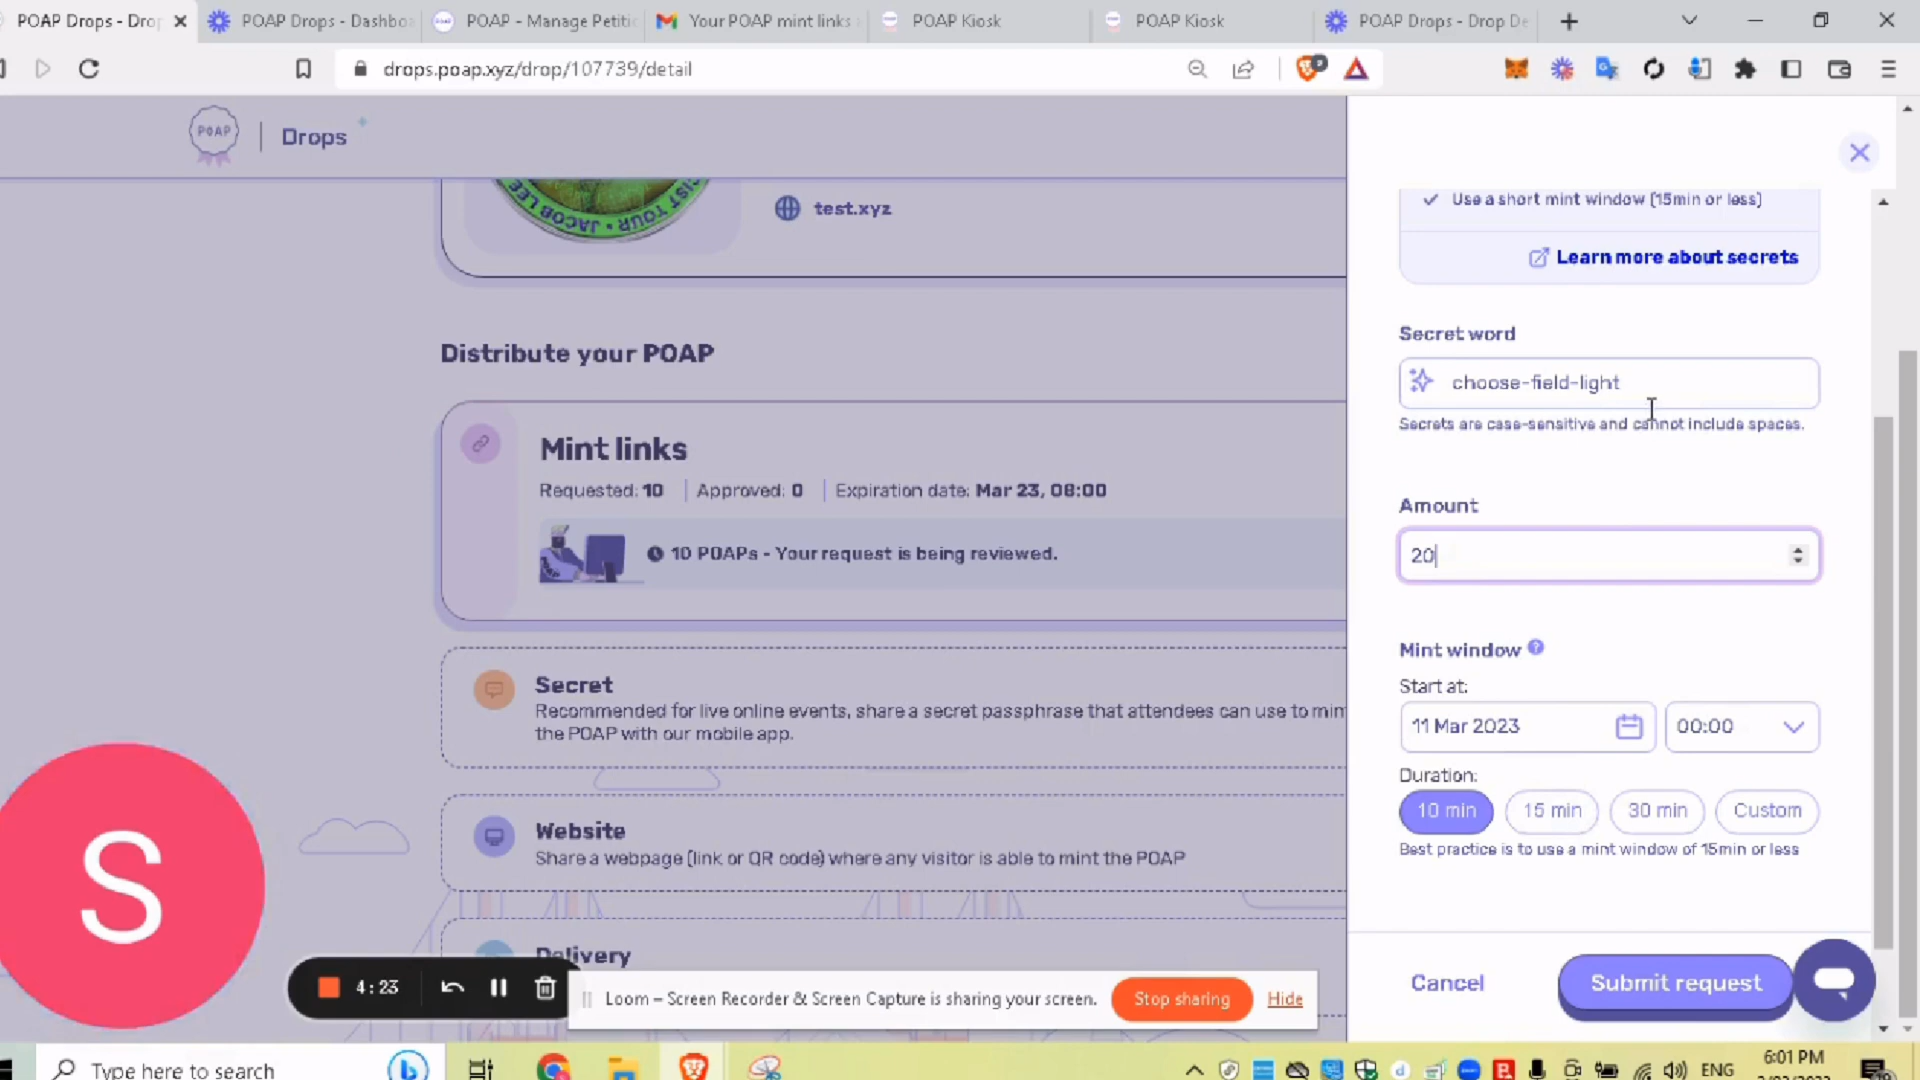 POAP Drops - Drop
POAP Drops - Dashbo
POAP - Manage Petitic
Your POAP mint links
POAP Kiosk
POAP Kiosk
POAP Drops - Drop De
drops.poap.xyz/drop/107739/detail
POAP
Drops
CIST YOUR • JACOB LEE
test.xyz
Use a short mint window (15min or less)
Learn more about secrets
Secret word
choose-field-light
Secrets are case-sensitive and cannot include spaces.
Amount
20
Mint window
Start at:
11 Mar 2023
00:00
Duration:
10 min
15 min
30 min
Custom
Best practice is to use a mint window of 15min or less
Cancel
Submit request
Distribute your POAP
Mint links
Requested: 10
Approved: 0
Expiration date: Mar 23, 08:00
10 POAPs - Your request is being reviewed.
Secret
Recommended for live online events, share a secret passphrase that attendees can use to min
the POAP with our mobile app.
Website
Share a webpage (link or QR code) where any visitor is able to mint the POAP
Delivery
S
4:23
Loom – Screen Recorder & Screen Capture is sharing your screen.
Stop sharing
Hide
Type here to search
ENG
6:01 PM